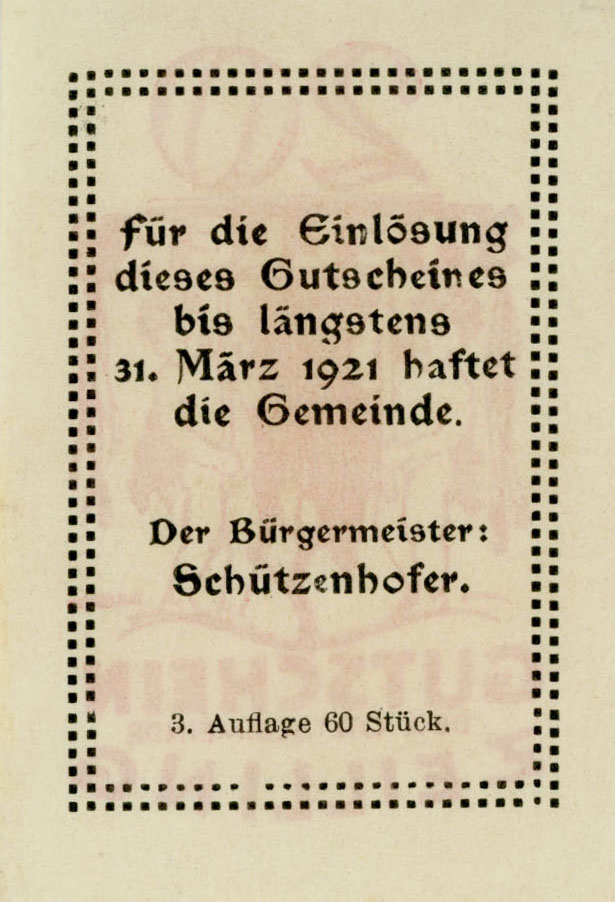 für die Einlösung
dieses Gutscheines
bis längstens
31. März 1921 haftet
die Gemeinde.
Der Bürgermeister:
Schützenhofer.
3. Auflage 60 Stück.